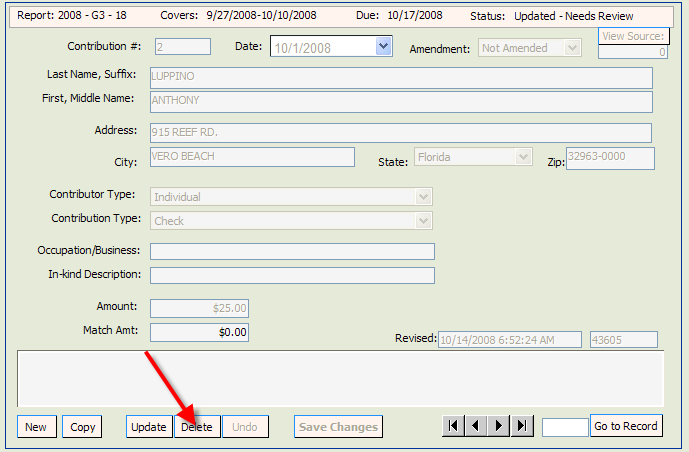 Report: 2008 - G3 - 18 Covers: 9/27/2008-10/10/2008 Due: 10/17/2008 Status: Updated - Needs Review
View Source:
Contribution #: 2 Date: 10/1/2008 Amendment: Not Amended 0
Last Name, Suffix: LUPPINO
First, Middle Name: ANTHONY
Address: 915 REEF RD.
City: VERO BEACH State: Florida Zip: 32963-0000
Contributor Type: Individual
Contribution Type: Check
Occupation/Business:
In-kind Description:
Amount: $25.00
Match Amt: $0.00
Revised: 10/14/2008 6:52:24 AM 43605
New Copy Update Delete Undo Save Changes Go to Record